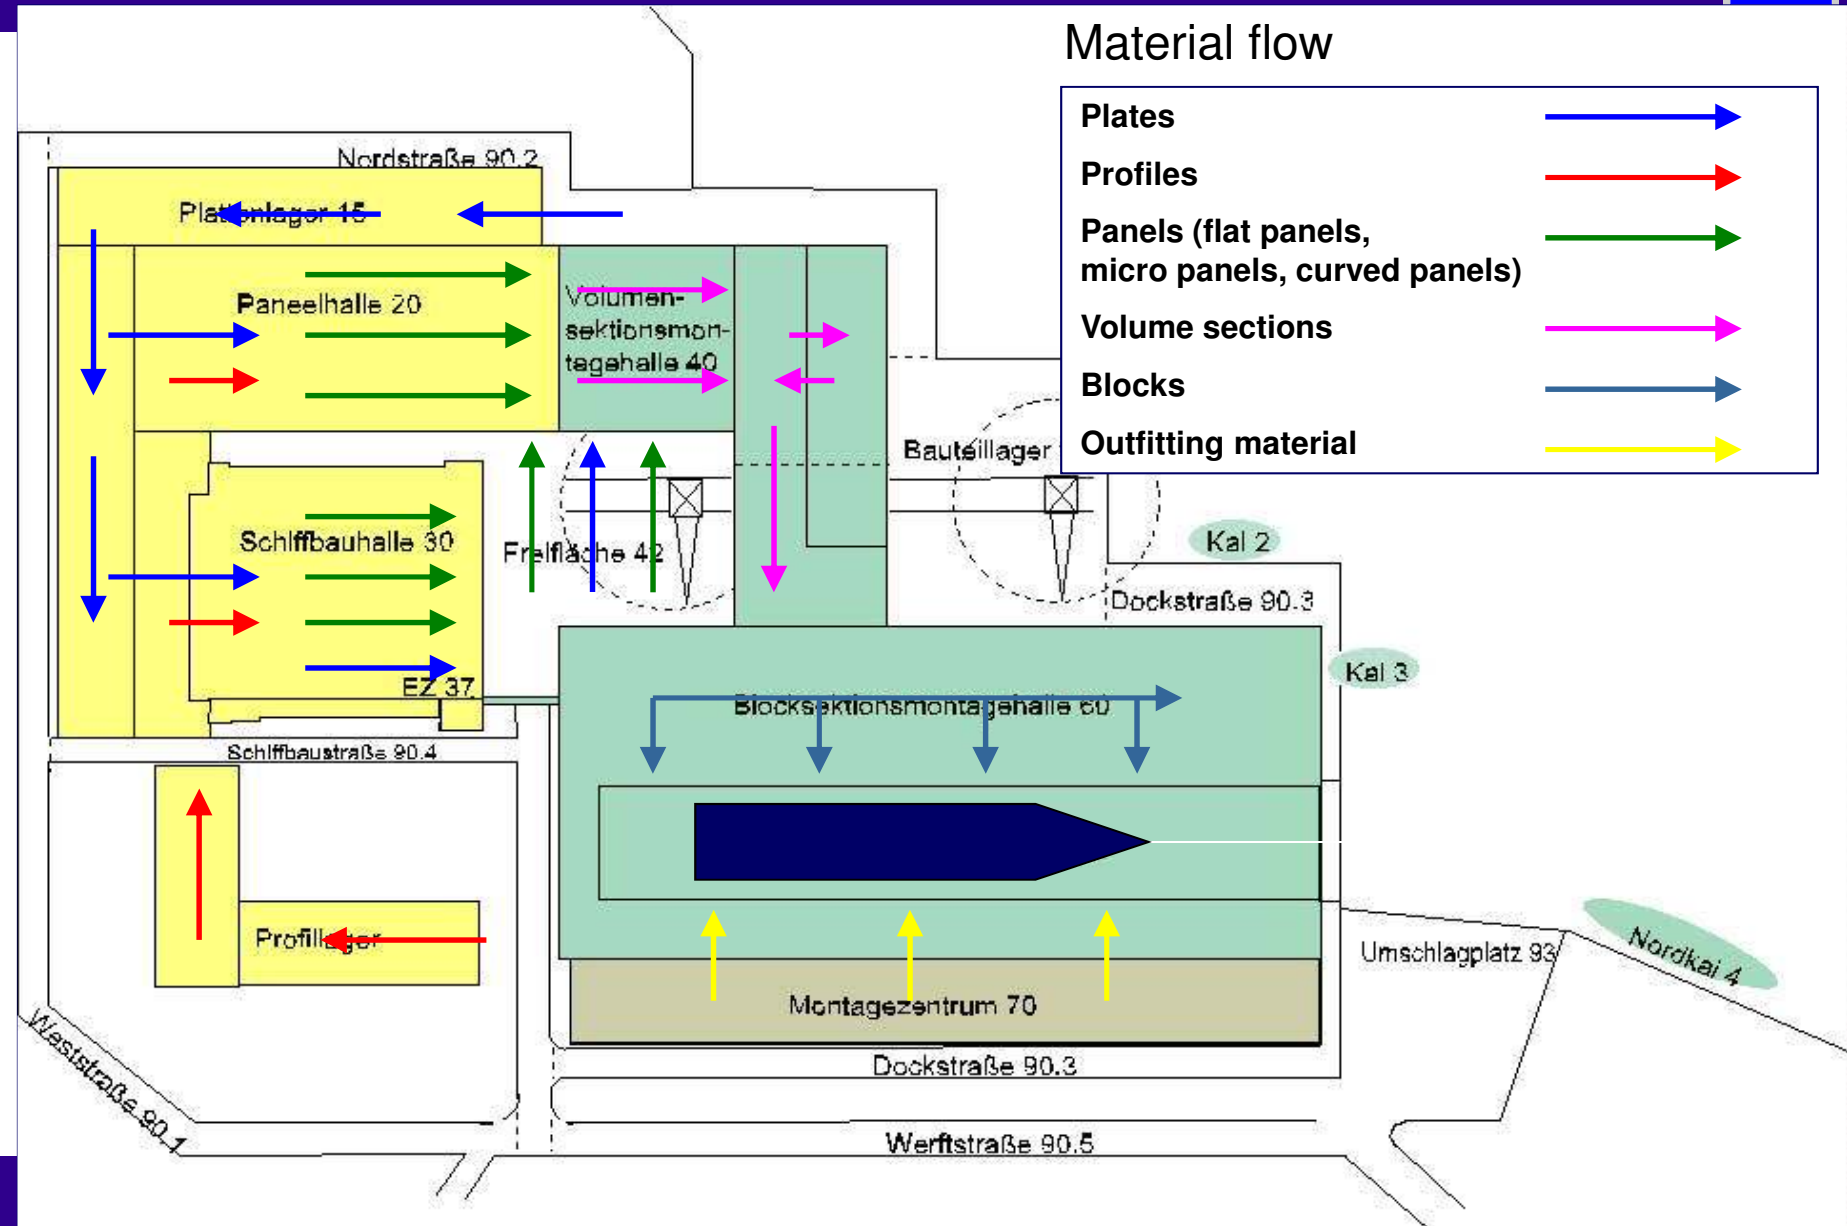 Material flow
Plates
Profiles
Panels (flat panels,
micro panels, curved panels)
Volume sections
Blocks
Outfitting material
Nordstraße 90.2
Plattenlager 15
Paneelhalle 20
Volumen-
sektionsmon-
tagehalle 40
Bauteillager
Schiffbauhalle 30
Freifläche 42
Kai 2
Dockstraße 90.3
Kai 3
EZ 37
Blocksektionsmontagehalle 60
Schiffbaustraße 90.4
Profillager
Umschlagplatz 93
Nordkai 4
Montagezentrum 70
Weststraße 90.1
Dockstraße 90.3
Werftstraße 90.5